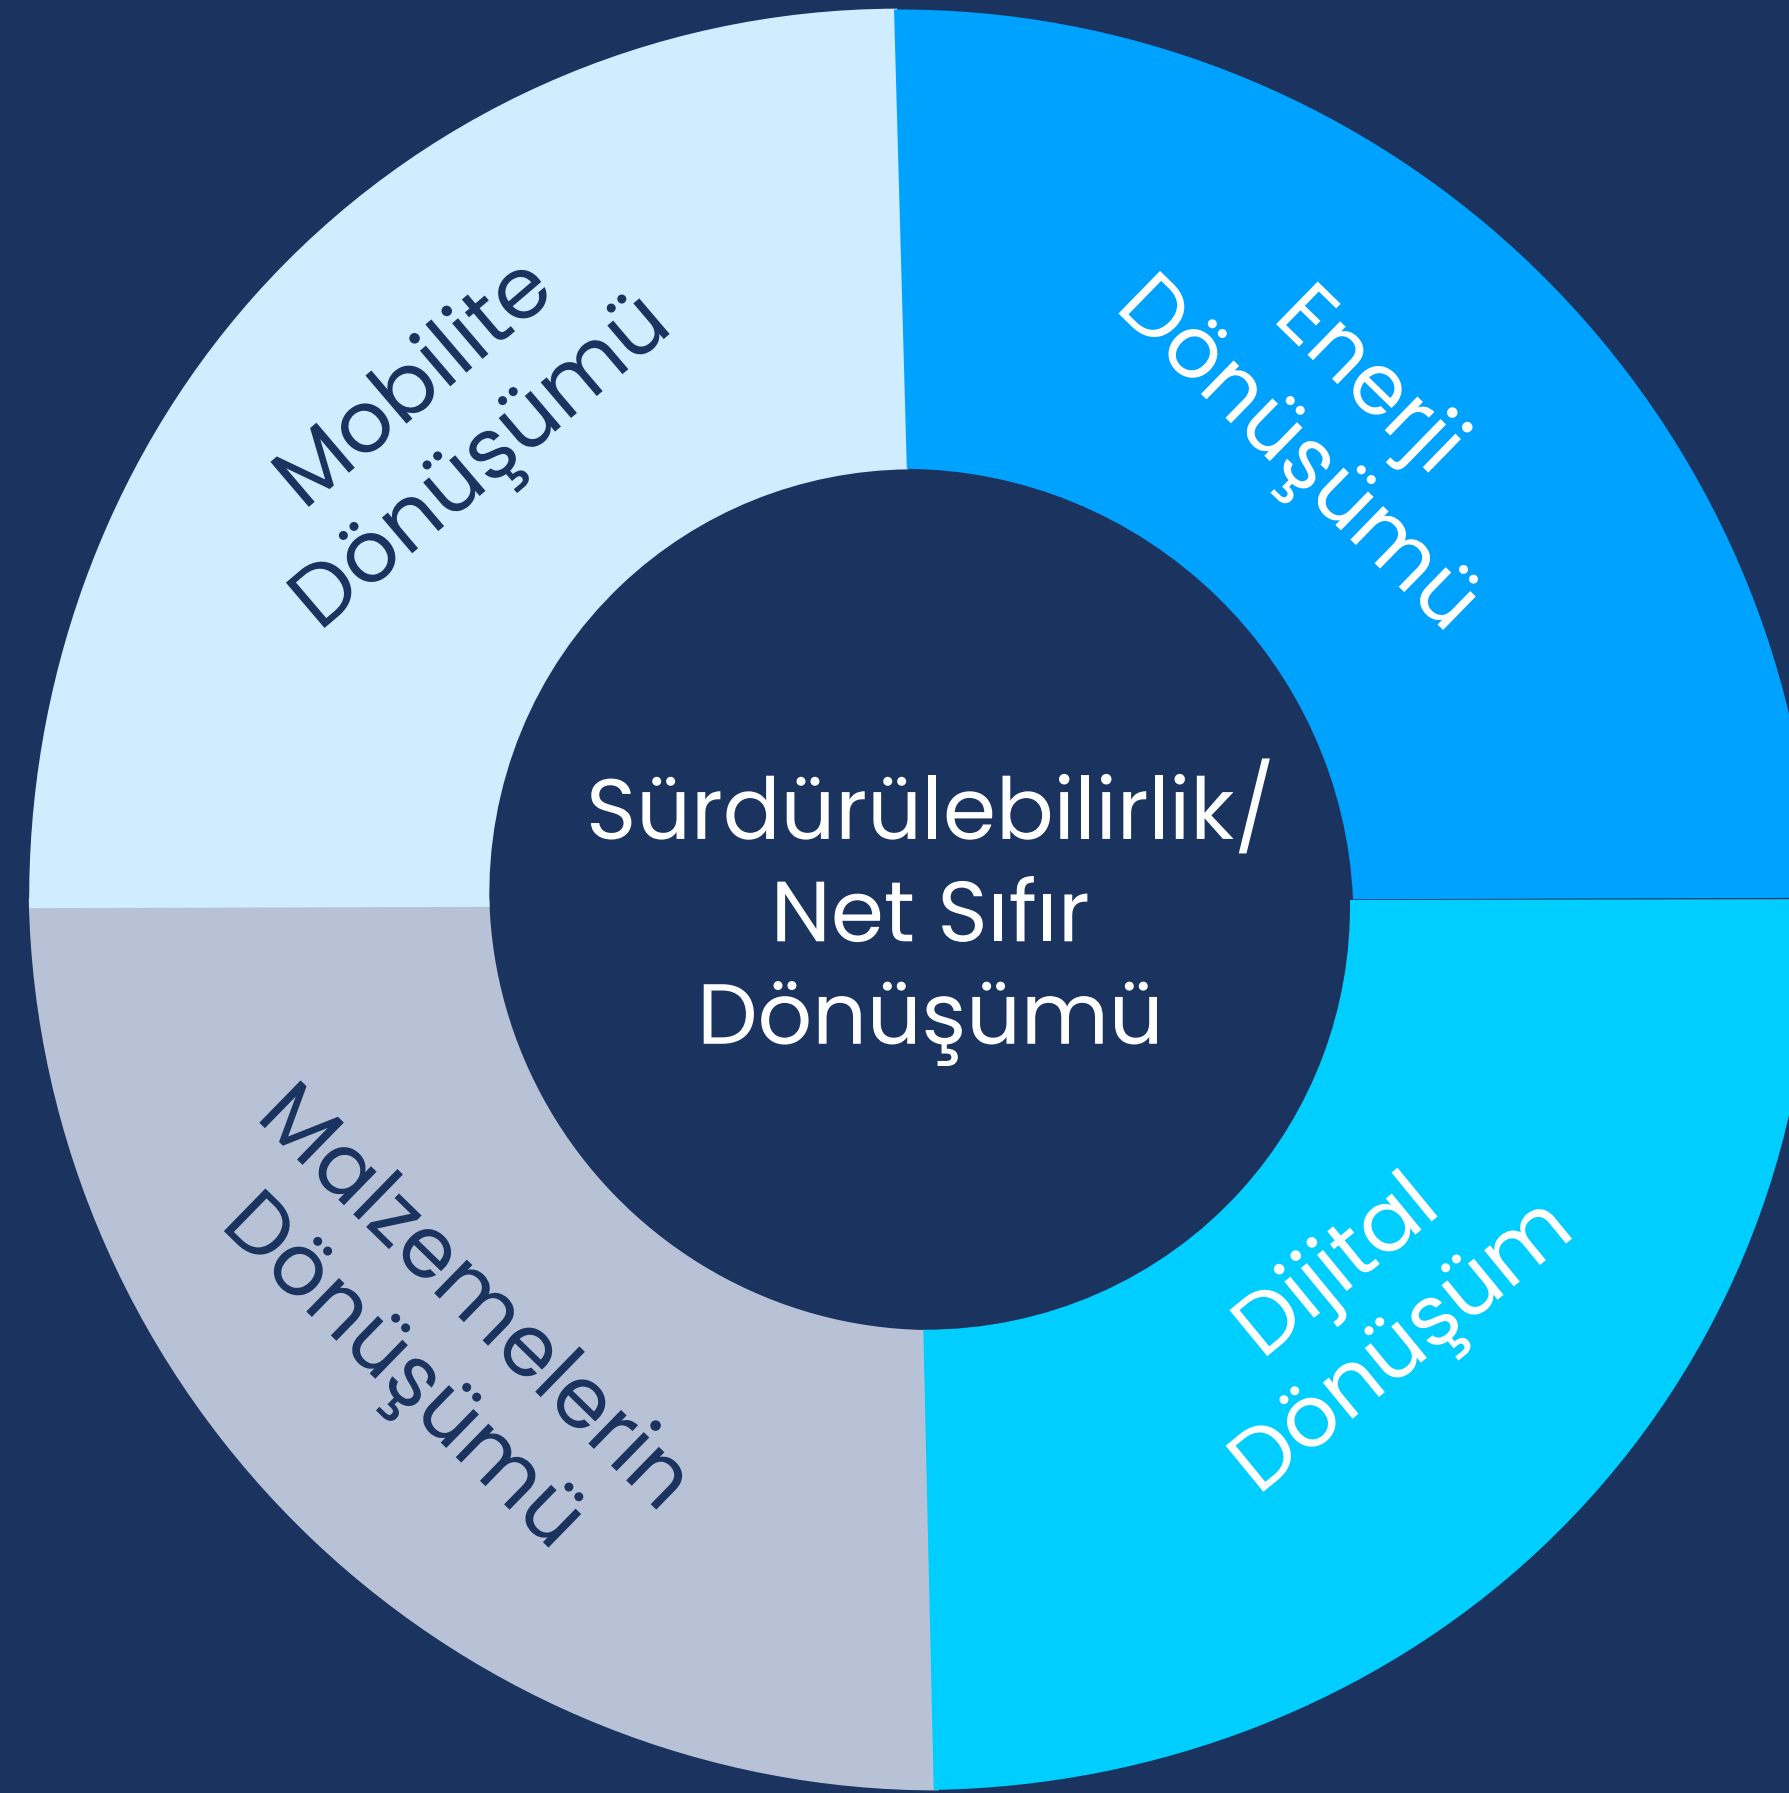 Mobilite
Dönüşümü
Enerji
Dönüşümü
Sürdürülebilirlik/
Net Sıfır
Dönüşümü
Malzemelerin
Dönüşümü
Dijital
Dönüşüm